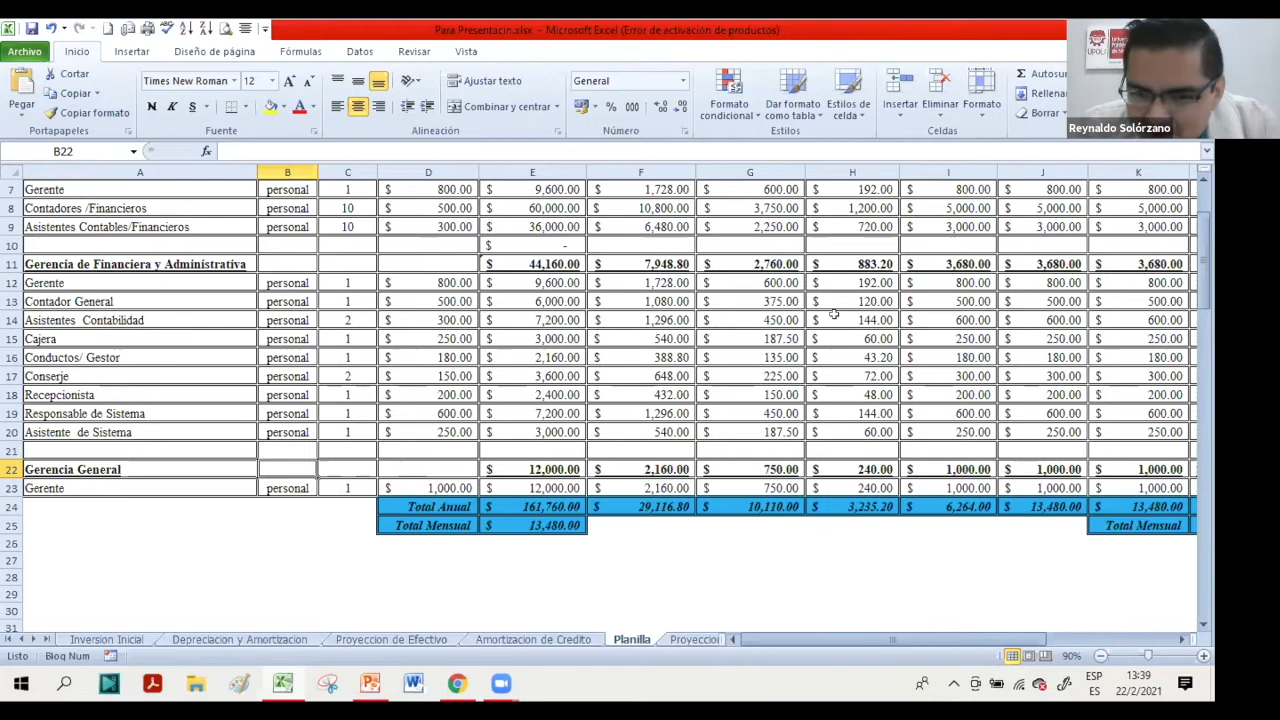 Para Presentacin.xlsx - Microsoft Excel (Error de activación de productos)
Archivo Inicio Insertar Diseño de página Fórmulas Datos Revisar Vista
UPOLI
Pegar
Cortar
Copiar
Copiar formato
Portapapeles
Times New Roman 12
N K S
Fuente
Ajustar texto
Combinar y centrar
Alineación
General
% 000
Número
Formato condicional
Dar formato como tabla
Estilos de celda
Estilos
Insertar Eliminar Formato
Celdas
Autosu
Rellena
Borrar
Reynaldo Solórzano
B22 fx
A B C D E F G H I J K
7 Gerente personal 1 $ 800.00 $ 9,600.00 $ 1,728.00 $ 600.00 $ 192.00 $ 800.00 $ 800.00 $ 800.00
8 Contadores /Financieros personal 10 $ 500.00 $ 60,000.00 $ 10,800.00 $ 3,750.00 $ 1,200.00 $ 5,000.00 $ 5,000.00 $ 5,000.00
9 Asistentes Contables/Financieros personal 10 $ 300.00 $ 36,000.00 $ 6,480.00 $ 2,250.00 $ 720.00 $ 3,000.00 $ 3,000.00 $ 3,000.00
10 $ -
11 Gerencia de Financiera y Administrativa $ 44,160.00 $ 7,948.80 $ 2,760.00 $ 883.20 $ 3,680.00 $ 3,680.00 $ 3,680.00
12 Gerente personal 1 $ 800.00 $ 9,600.00 $ 1,728.00 $ 600.00 $ 192.00 $ 800.00 $ 800.00 $ 800.00
13 Contador General personal 1 $ 500.00 $ 6,000.00 $ 1,080.00 $ 375.00 $ 120.00 $ 500.00 $ 500.00 $ 500.00
14 Asistentes Contabilidad personal 2 $ 300.00 $ 7,200.00 $ 1,296.00 $ 450.00 $ 144.00 $ 600.00 $ 600.00 $ 600.00
15 Cajera personal 1 $ 250.00 $ 3,000.00 $ 540.00 $ 187.50 $ 60.00 $ 250.00 $ 250.00 $ 250.00
16 Conductos/ Gestor personal 1 $ 180.00 $ 2,160.00 $ 388.80 $ 135.00 $ 43.20 $ 180.00 $ 180.00 $ 180.00
17 Conserje personal 2 $ 150.00 $ 3,600.00 $ 648.00 $ 225.00 $ 72.00 $ 300.00 $ 300.00 $ 300.00
18 Recepcionista personal 1 $ 200.00 $ 2,400.00 $ 432.00 $ 150.00 $ 48.00 $ 200.00 $ 200.00 $ 200.00
19 Responsable de Sistema personal 1 $ 600.00 $ 7,200.00 $ 1,296.00 $ 450.00 $ 144.00 $ 600.00 $ 600.00 $ 600.00
20 Asistente de Sistema personal 1 $ 250.00 $ 3,000.00 $ 540.00 $ 187.50 $ 60.00 $ 250.00 $ 250.00 $ 250.00
21
22 Gerencia General $ 12,000.00 $ 2,160.00 $ 750.00 $ 240.00 $ 1,000.00 $ 1,000.00 $ 1,000.00
23 Gerente personal 1 $ 1,000.00 $ 12,000.00 $ 2,160.00 $ 750.00 $ 240.00 $ 1,000.00 $ 1,000.00 $ 1,000.00
24 Total Anual $ 161,760.00 $ 29,116.80 $ 10,110.00 $ 3,235.20 $ 6,264.00 $ 13,480.00 $ 13,480.00
25 Total Mensual $ 13,480.00 Total Mensual
26
27
28
29
30
31
Inversion Inicial Depreciacion y Amortizacion Proyeccion de Efectivo Amortizacion de Credito Planilla Proyeccion
Listo Bloq Num 90%
ESP
ES
13:39
22/2/2021